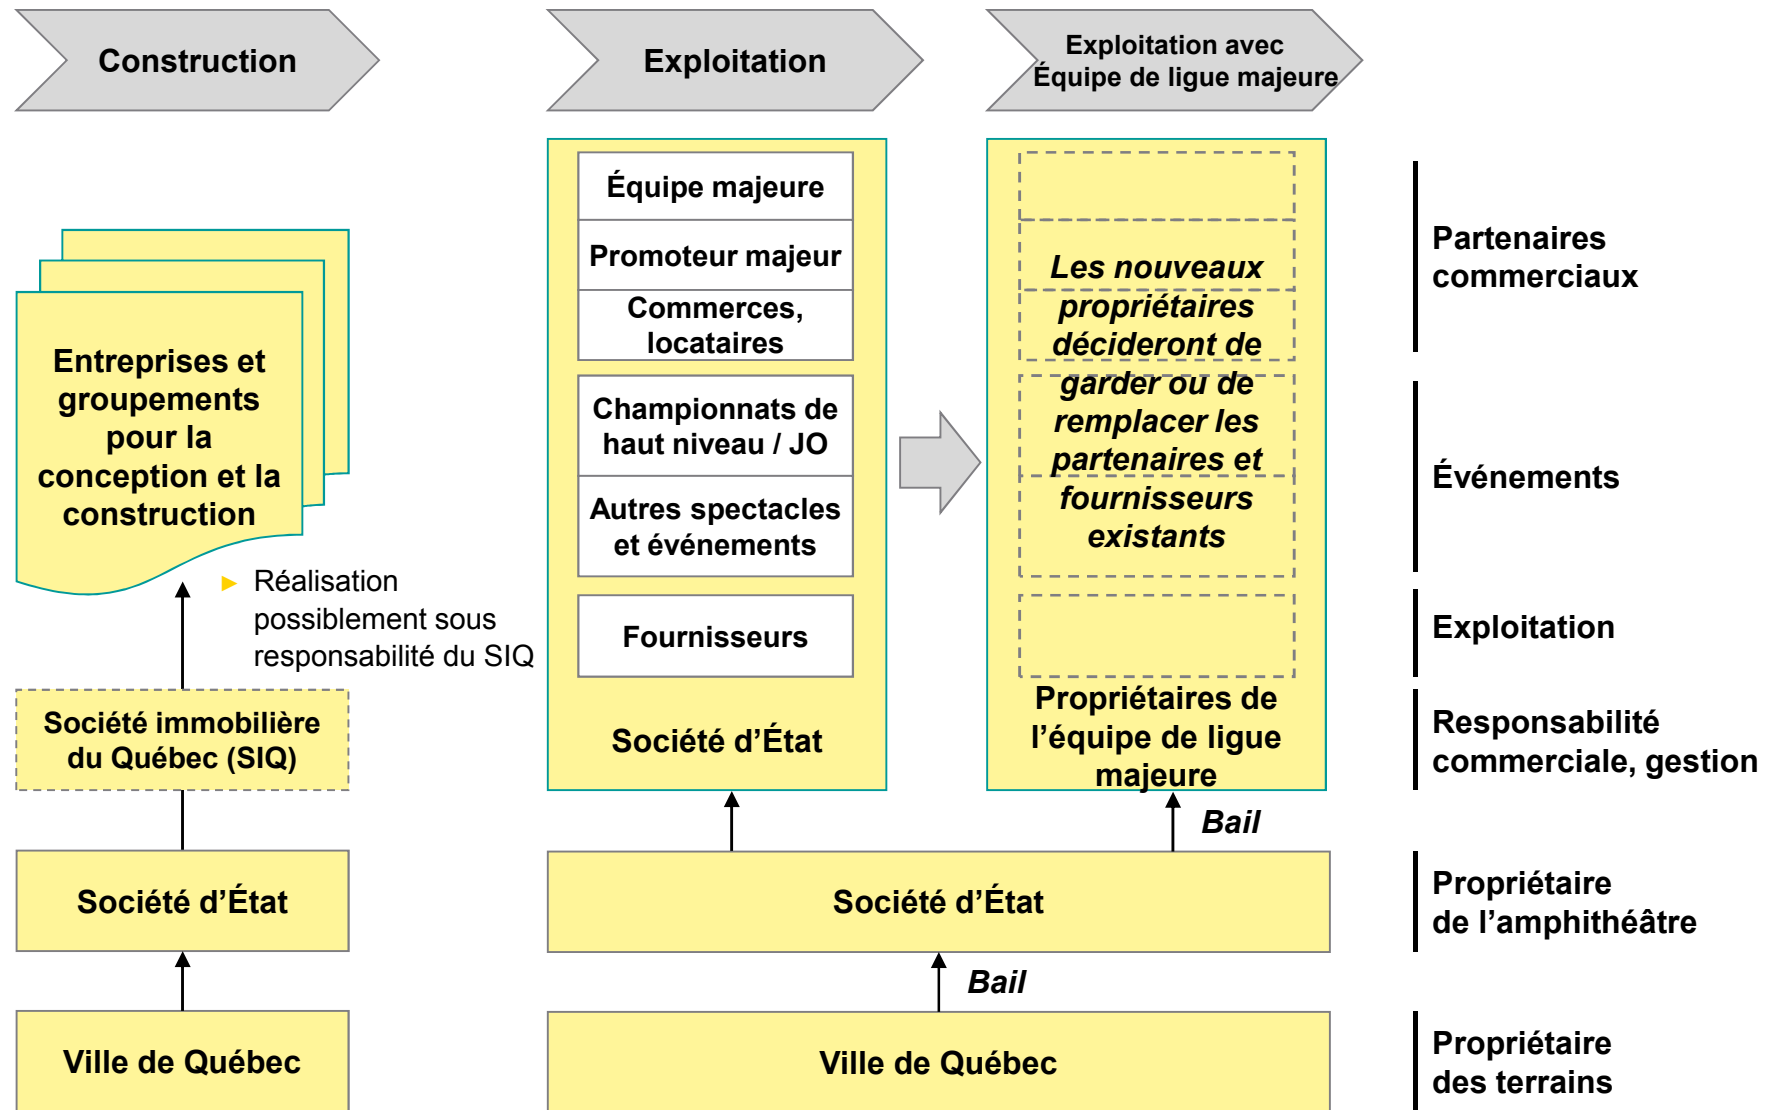 Construction
Exploitation
Exploitation avec
Équipe de ligue majeure
Entreprises et
groupements
pour la
conception et la
construction
► Réalisation
possiblement sous
responsabilité du SIQ
Société immobilière
du Québec (SIQ)
Société d’État
Ville de Québec
Équipe majeure
Promoteur majeur
Commerces,
locataires
Championnats de
haut niveau / JO
Autres spectacles
et événements
Fournisseurs
Société d’État
Les nouveaux
propriétaires
décideront de
garder ou de
remplacer les
partenaires et
fournisseurs
existants
Propriétaires de
l’équipe de ligue
majeure
Bail
Société d’État
Bail
Ville de Québec
Partenaires
commerciaux
Événements
Exploitation
Responsabilité
commerciale, gestion
Propriétaire
de l’amphithéâtre
Propriétaire
des terrains